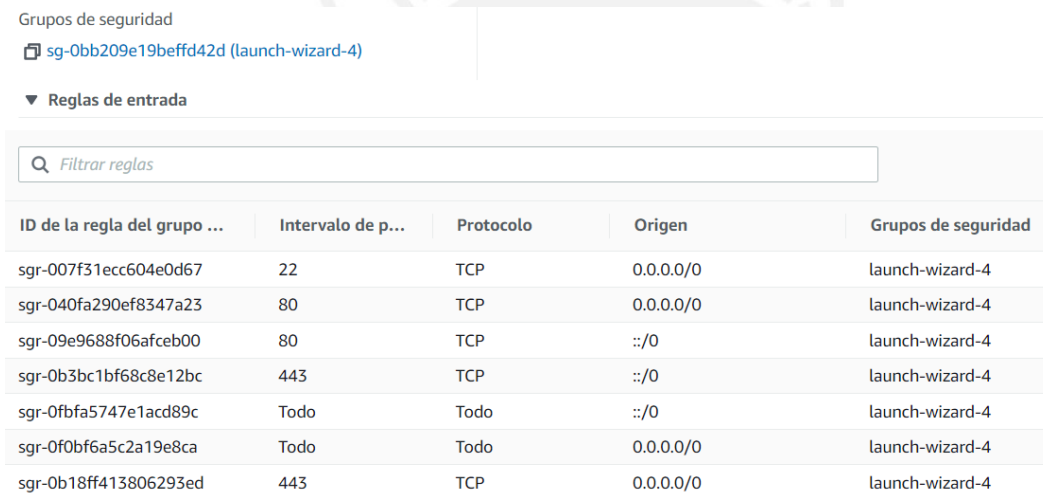 Grupos de seguridad
sg-0bb209e19beffd42d (launch-wizard-4)
Reglas de entrada
Filtrar reglas
ID de la regla del grupo ... Intervalo de p... Protocolo Origen Grupos de seguridad
sgr-007f31ecc604e0d67 22 TCP 0.0.0.0/0 launch-wizard-4
sgr-040fa290ef8347a23 80 TCP 0.0.0.0/0 launch-wizard-4
sgr-09e9688f06afceb00 80 TCP ::/0 launch-wizard-4
sgr-0b3bc1bf68c8e12bc 443 TCP ::/0 launch-wizard-4
sgr-0fbfa5747e1acd89c Todo Todo ::/0 launch-wizard-4
sgr-0f0bf6a5c2a19e8ca Todo Todo 0.0.0.0/0 launch-wizard-4
sgr-0b18ff413806293ed 443 TCP 0.0.0.0/0 launch-wizard-4